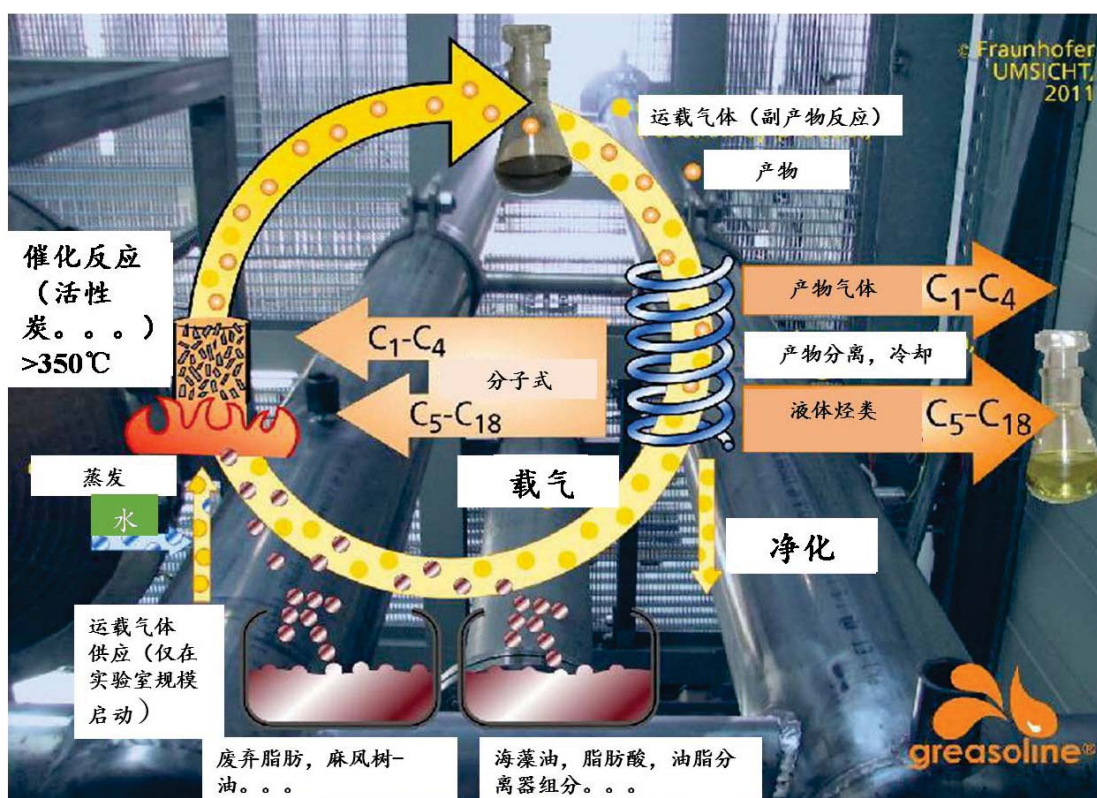 © Fraunhofer
UMSICHT,
2011
运载气体（副产物反应）
产物
催化反应
（活性
炭。。。）
>350℃
C₁-C₄
分子式
C₅-C₁₈
产物气体 C₁-C₄
产物分离，冷却
液体烃类 C₅-C₁₈
蒸发
水
载气
净化
运载气体
供应（仅在
实验室规模
启动）
废弃脂肪，麻风树-
油。。。
海藻油，脂肪酸，油脂分
离器组分。。。
greasoline®